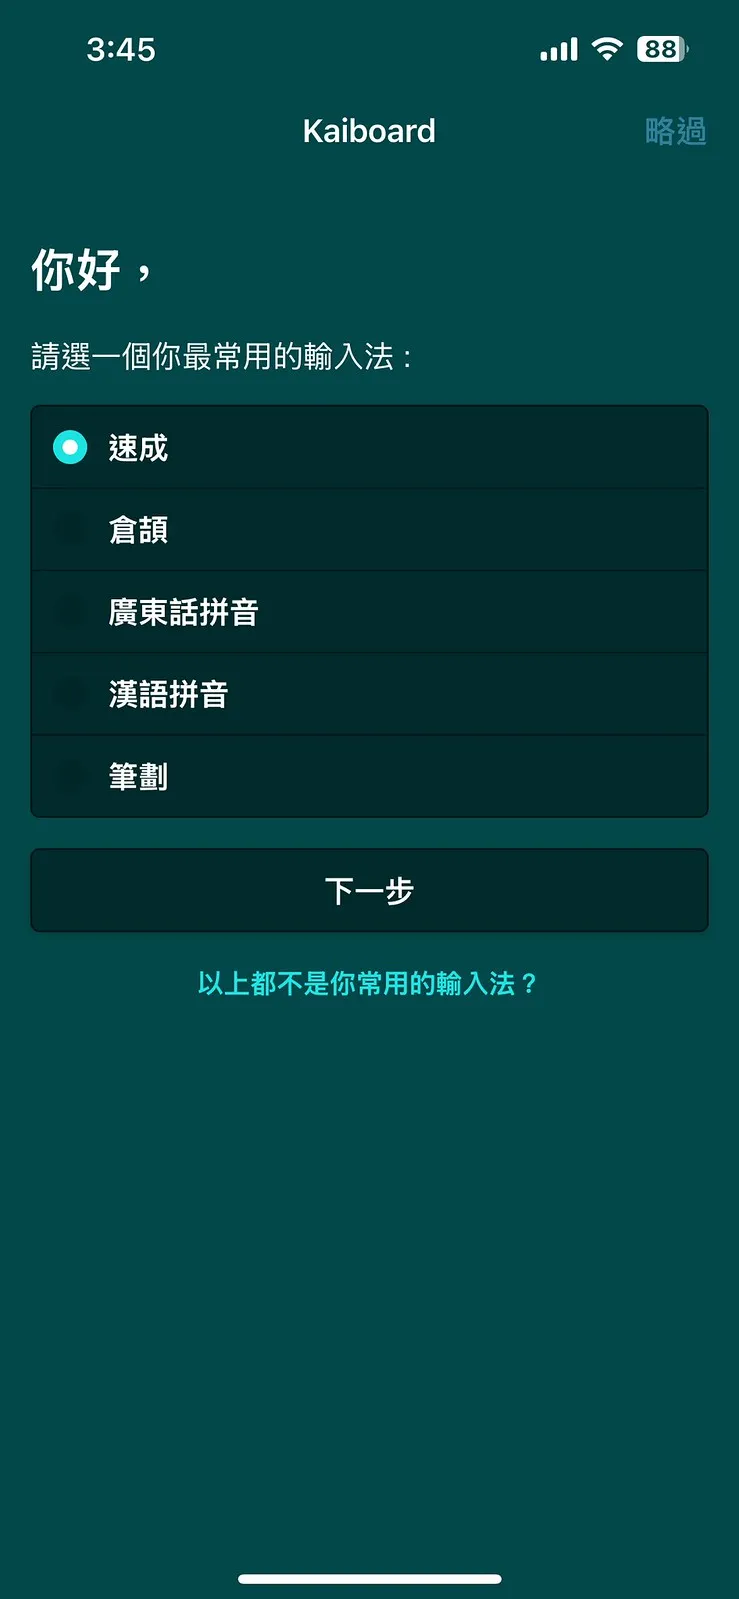 3:45
88
Kaiboard
略過
你好，
請選一個你最常用的輸入法：
速成
倉頡
廣東話拼音
漢語拼音
筆劃
下一步
以上都不是你常用的輸入法？